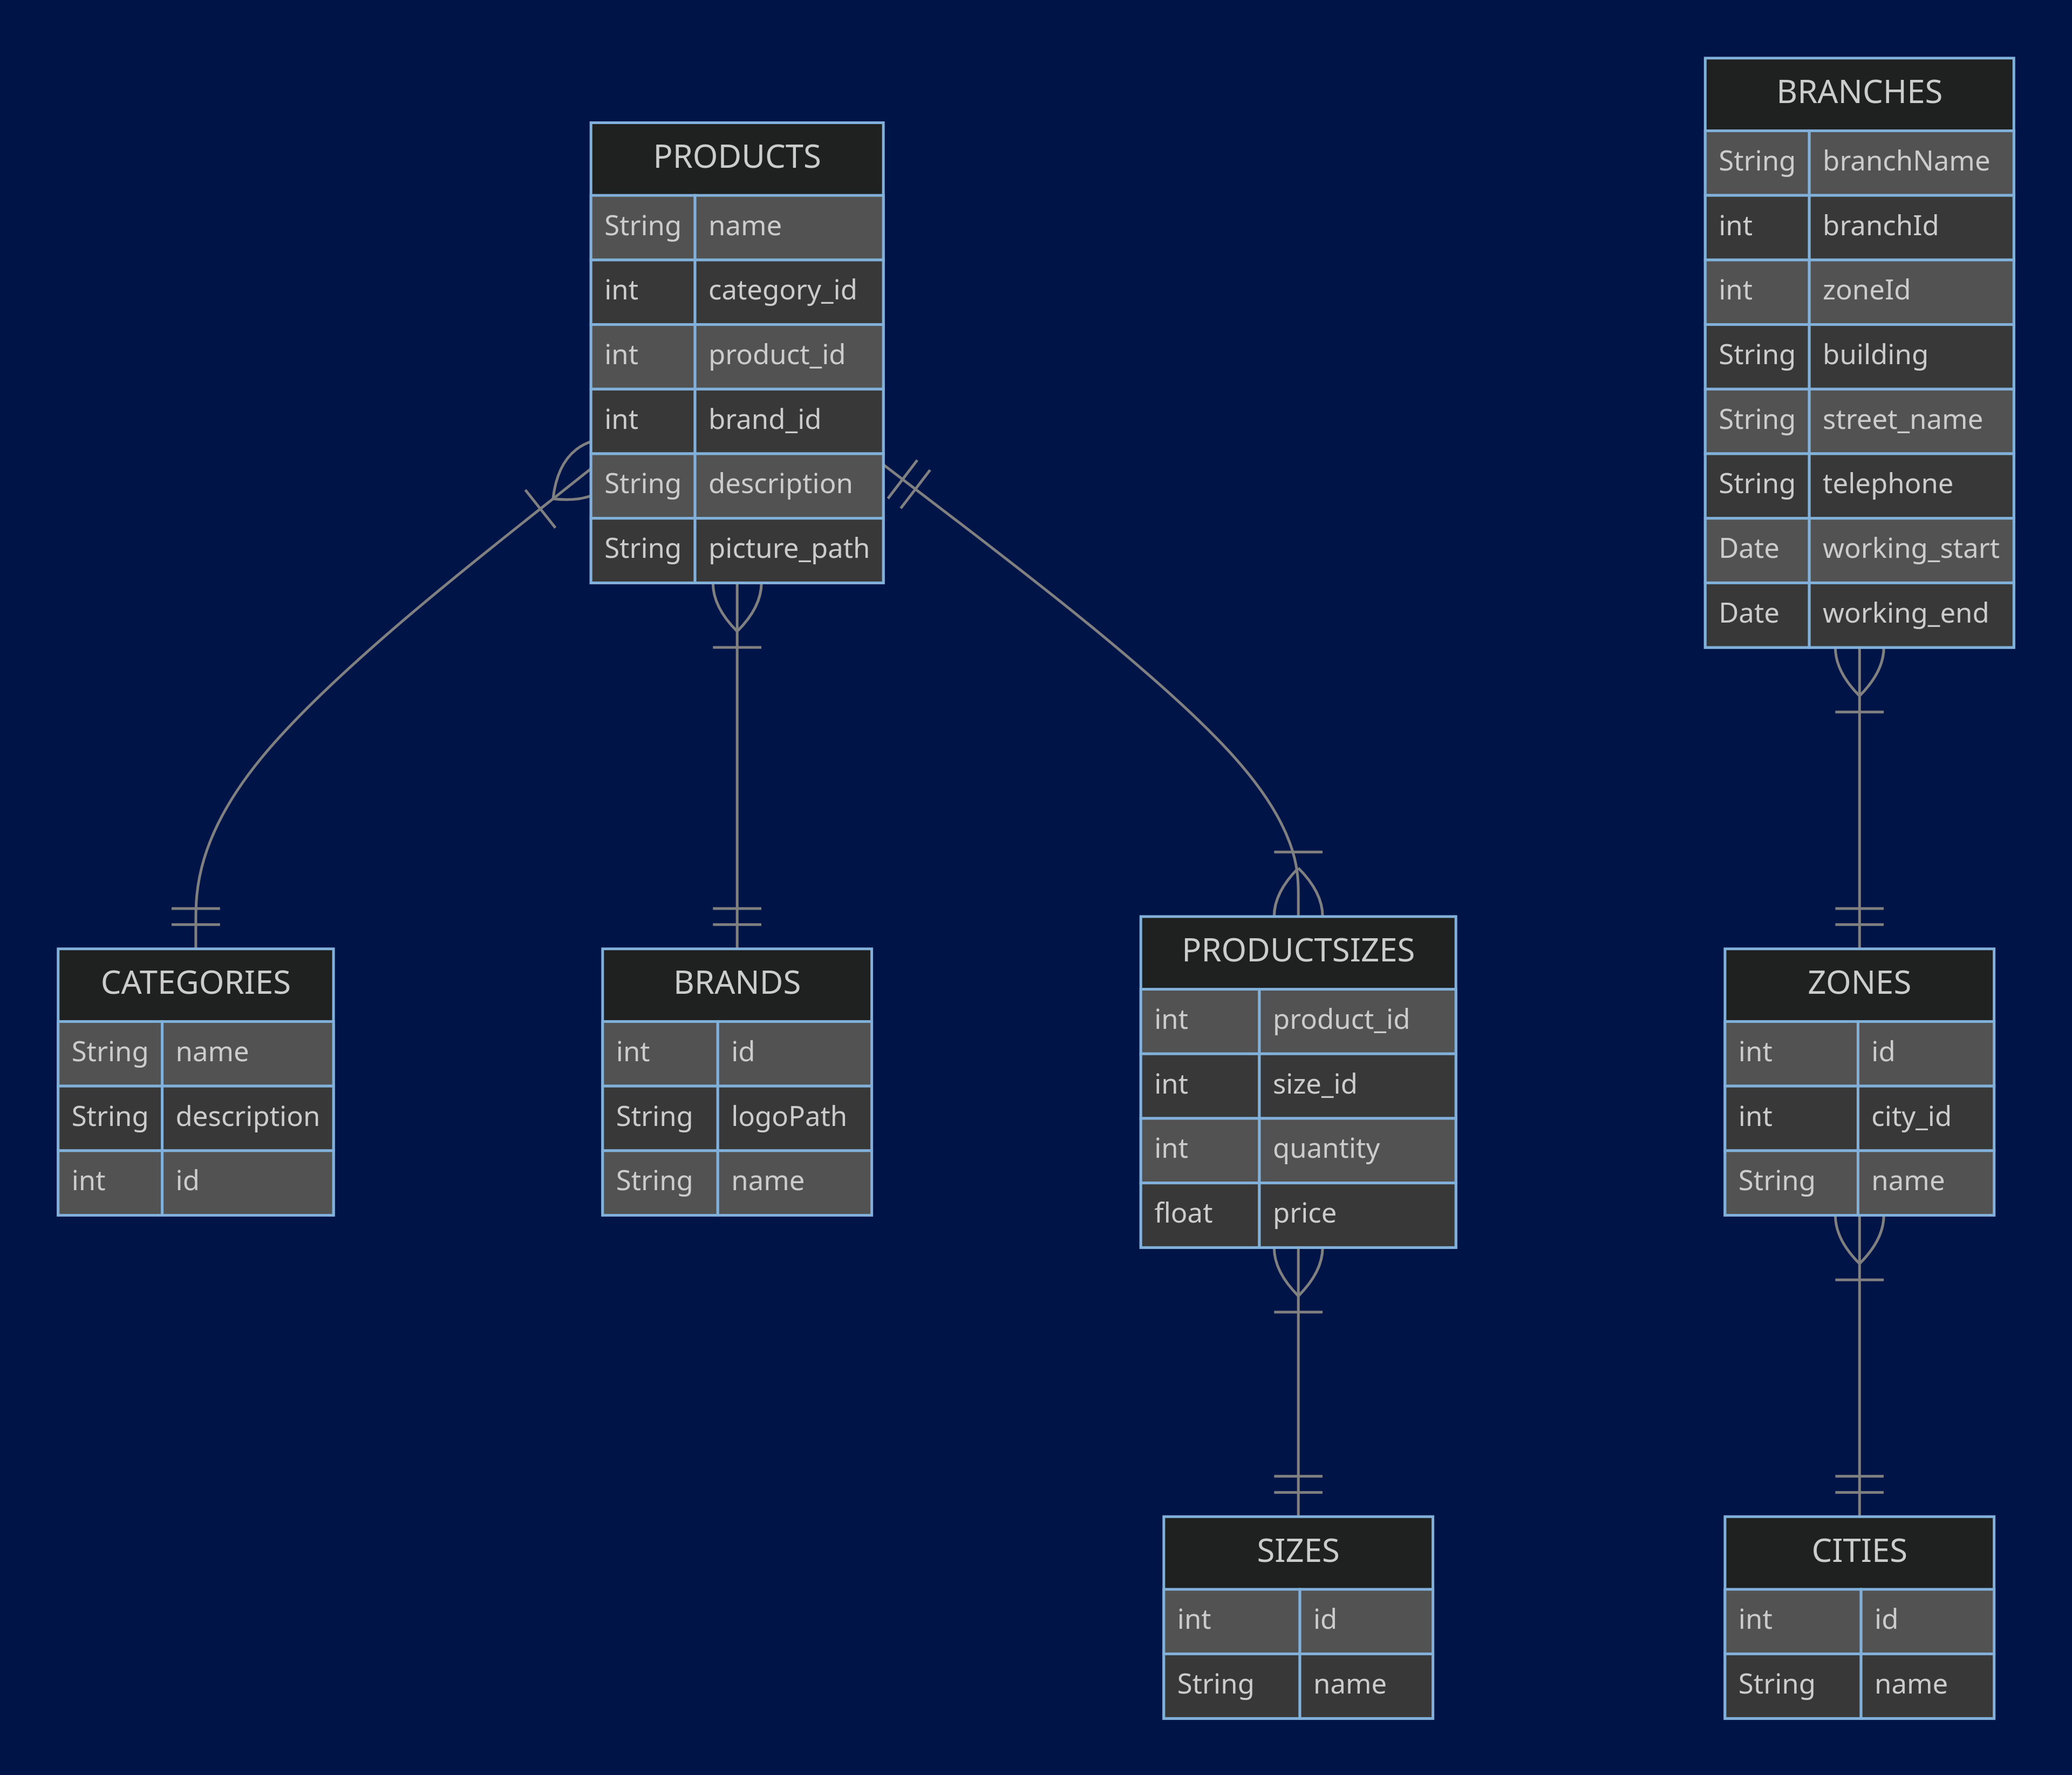 PRODUCTS
String name
int category_id
int product_id
int brand_id
String description
String picture_path
BRANCHES
String branchName
int branchId
int zoneId
String building
String street_name
String telephone
Date working_start
Date working_end
CATEGORIES
String name
String description
int id
BRANDS
int id
String logoPath
String name
PRODUCTSIZES
int product_id
int size_id
int quantity
float price
ZONES
int id
int city_id
String name
SIZES
int id
String name
CITIES
int id
String name